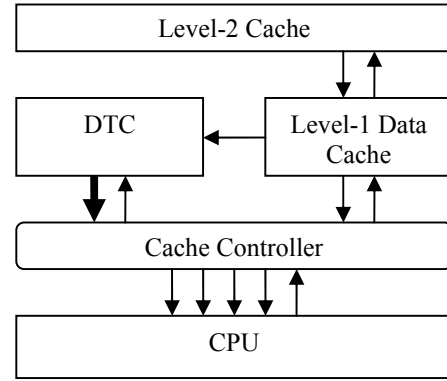 Level-2 Cache
DTC
Level-1 Data
Cache
Cache Controller
CPU